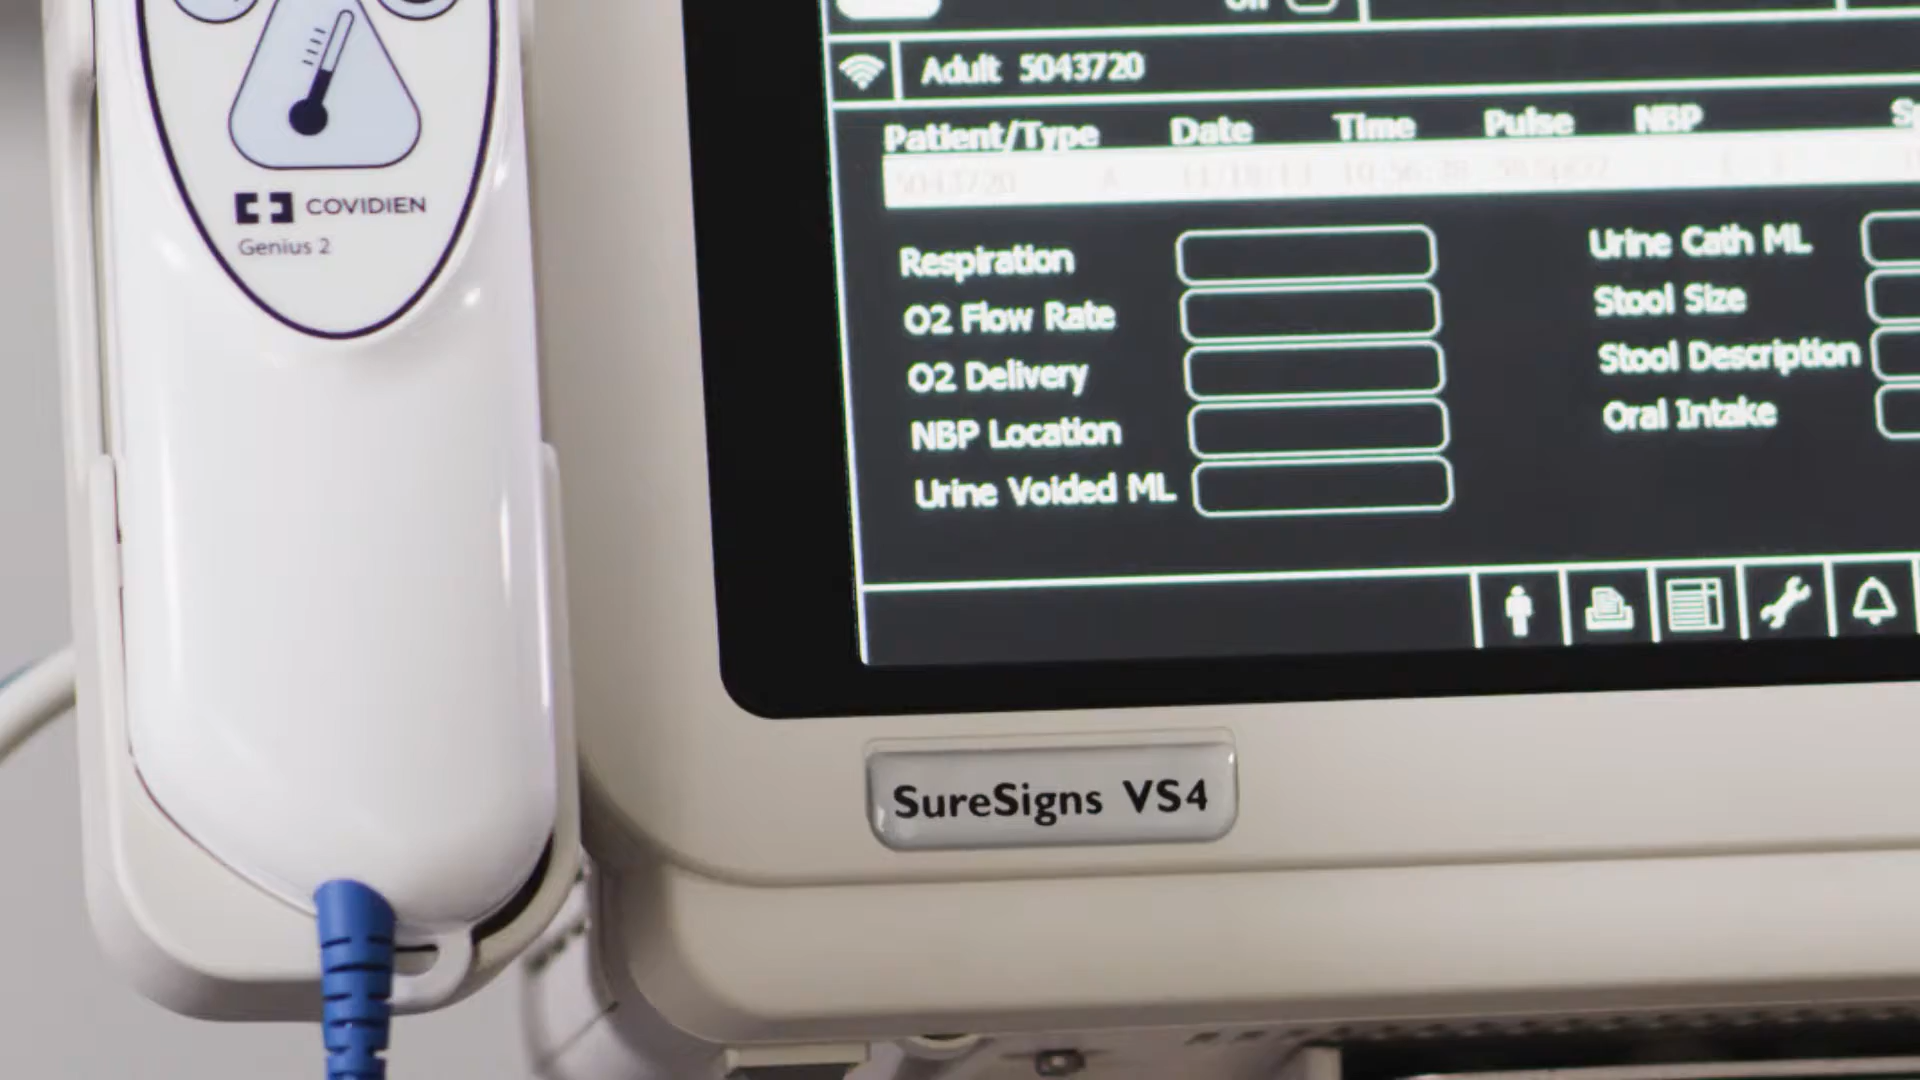 COVIDIEN
Genius 2
Adult 5043720
Patient/Type Date Time Pulse NBP
5043720 A
Respiration
O2 Flow Rate
O2 Delivery
NBP Location
Urine Voided ML
Urine Cath ML
Stool Size
Stool Description
Oral Intake
SureSigns VS4